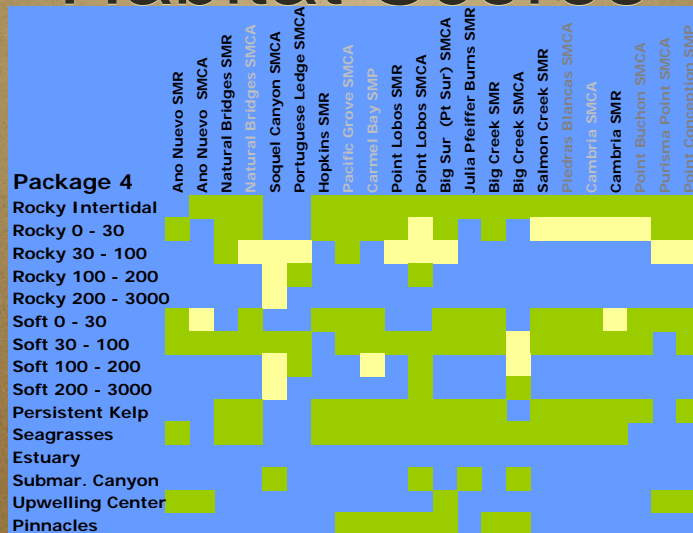 Habitat Scores
Ano Nuevo SMR
Ano Nuevo SMCA
Natural Bridges SMR
Natural Bridges SMCA
Soquel Canyon SMCA
Portuguese Ledge SMCA
Hopkins SMR
Pacific Grove SMCA
Carmel Bay SMP
Point Lobos SMR
Point Lobos SMCA
Big Sur (Pt Sur) SMCA
Julia Pfeiffer Burns SMR
Big Creek SMR
Big Creek SMCA
Salmon Creek SMR
Piedras Blancas SMCA
Cambria SMCA
Cambria SMR
Point Buchon SMCA
Purisma Point SMCA
Point Conception SMP
Package 4
Rocky Intertidal
Rocky 0 - 30
Rocky 30 - 100
Rocky 100 - 200
Rocky 200 - 3000
Soft 0 - 30
Soft 30 - 100
Soft 100 - 200
Soft 200 - 3000
Persistent Kelp
Seagrasses
Estuary
Submar. Canyon
Upwelling Center
Pinnacles